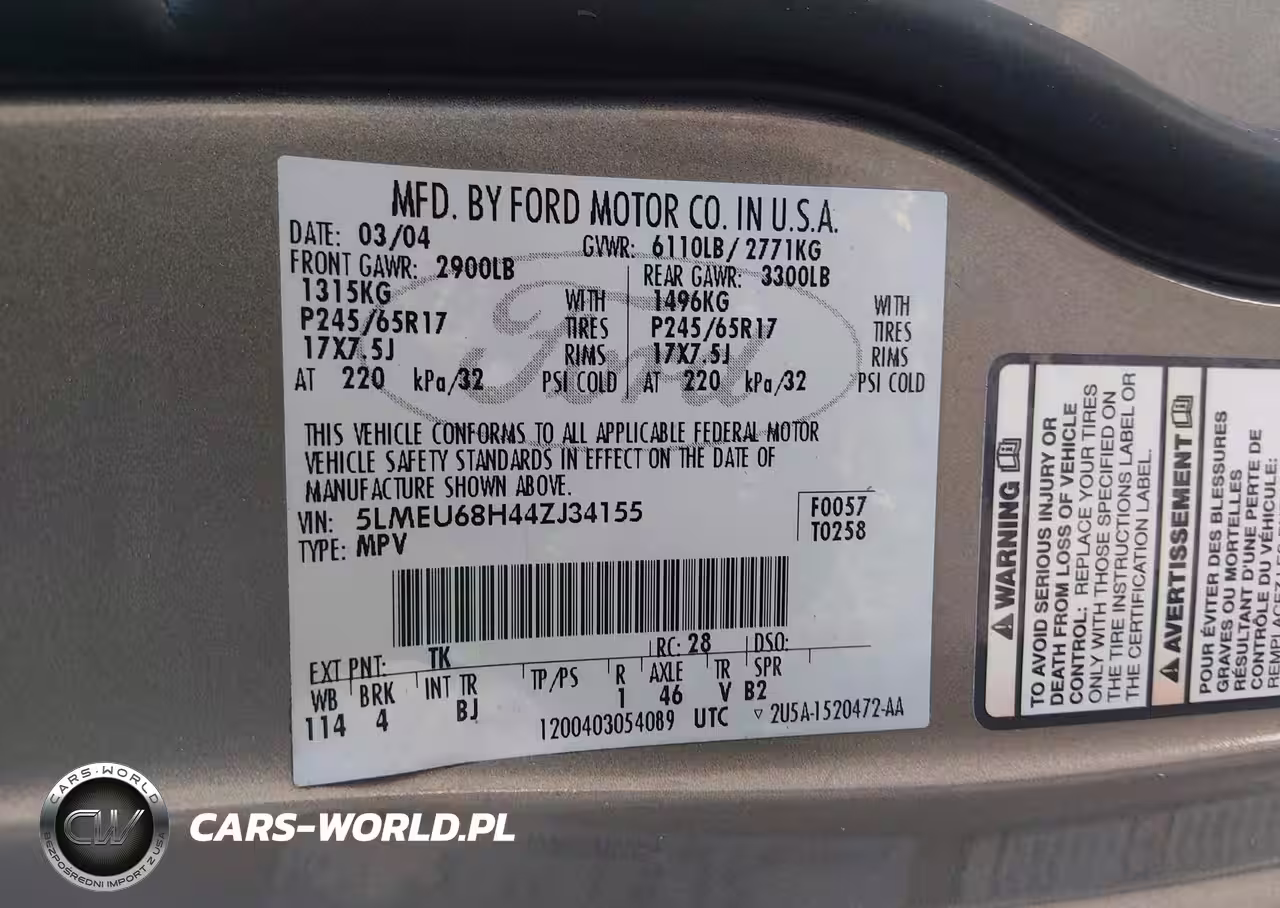 MFD. BY FORD MOTOR CO. IN U.S.A.
DATE: 03/04 GVWR: 6110LB/ 2771KG
FRONT GAWR: 2900LB REAR GAWR: 3300LB
1315KG WITH 1496KG WITH
P245/65R17 TIRES P245/65R17 TIRES
17X7.5J RIMS 17X7.5J RIMS
AT 220 kPa/32 PSI COLD AT 220 kPa/32 PSI COLD
Ford
THIS VEHICLE CONFORMS TO ALL APPLICABLE FEDERAL MOTOR
VEHICLE SAFETY STANDARDS IN EFFECT ON THE DATE OF
MANUFACTURE SHOWN ABOVE.
VIN: 5LMEU68H44ZJ34155 F0057
TYPE: MPV T0258
EXT PNT: TK RC: 28 DSO:
WB BRK INT TR TP/PS R AXLE TR SPR
114 4 BJ 1 46 V B2
1200403054089 UTC ▽ 2U5A-1520472-AA
WARNING
TO AVOID SERIOUS INJURY OR
DEATH FROM LOSS OF VEHICLE
CONTROL: REPLACE YOUR TIRES
ONLY WITH THOSE SPECIFIED ON
THE TIRE INSTRUCTIONS LABEL OR
THE CERTIFICATION LABEL.
AVERTISSEMENT
POUR ÉVITER DES BLESSURES
GRAVES OU MORTELLES
RÉSULTANT D'UNE PERTE DE
CONTRÔLE DU VÉHICULE:
CARS-WORLD
CW
BEZPOŚREDNI IMPORT Z USA
CARS-WORLD.PL